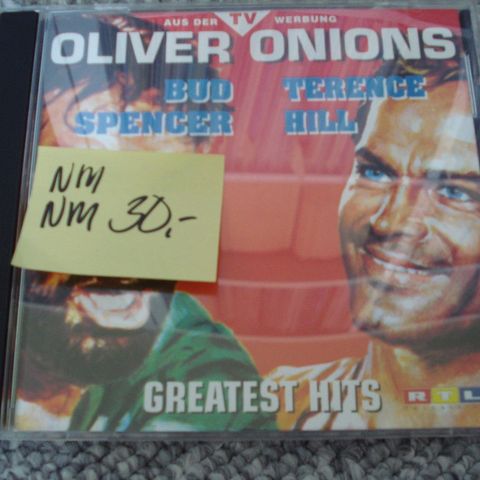 AUS DER TV WERBUNG
OLIVER ONIONS
BUD TERENCE
SPENCER HILL
NM
NM 30,-
GREATEST HITS
RTL